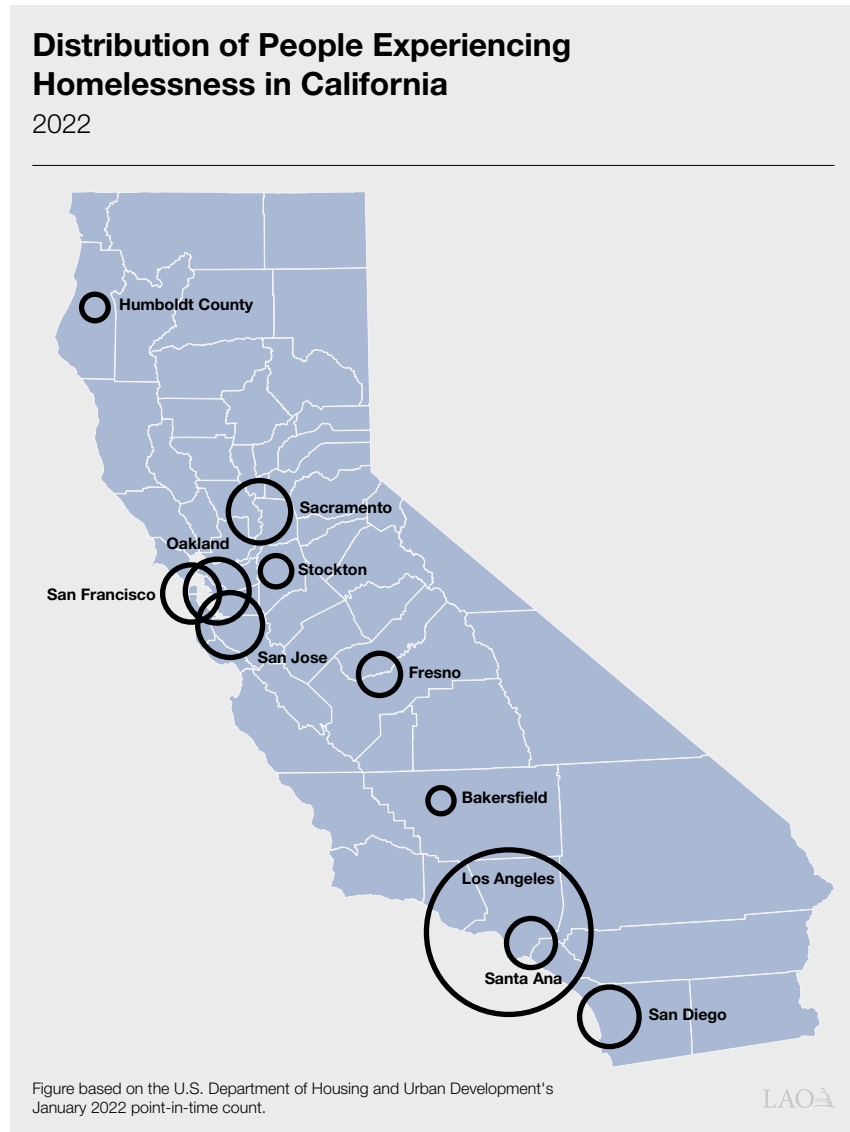 Distribution of People Experiencing
Homelessness in California
2022
Humboldt County
Sacramento
Oakland
Stockton
San Francisco
San Jose
Fresno
Bakersfield
Los Angeles
Santa Ana
San Diego
Figure based on the U.S. Department of Housing and Urban Development's
January 2022 point-in-time count.
LAO